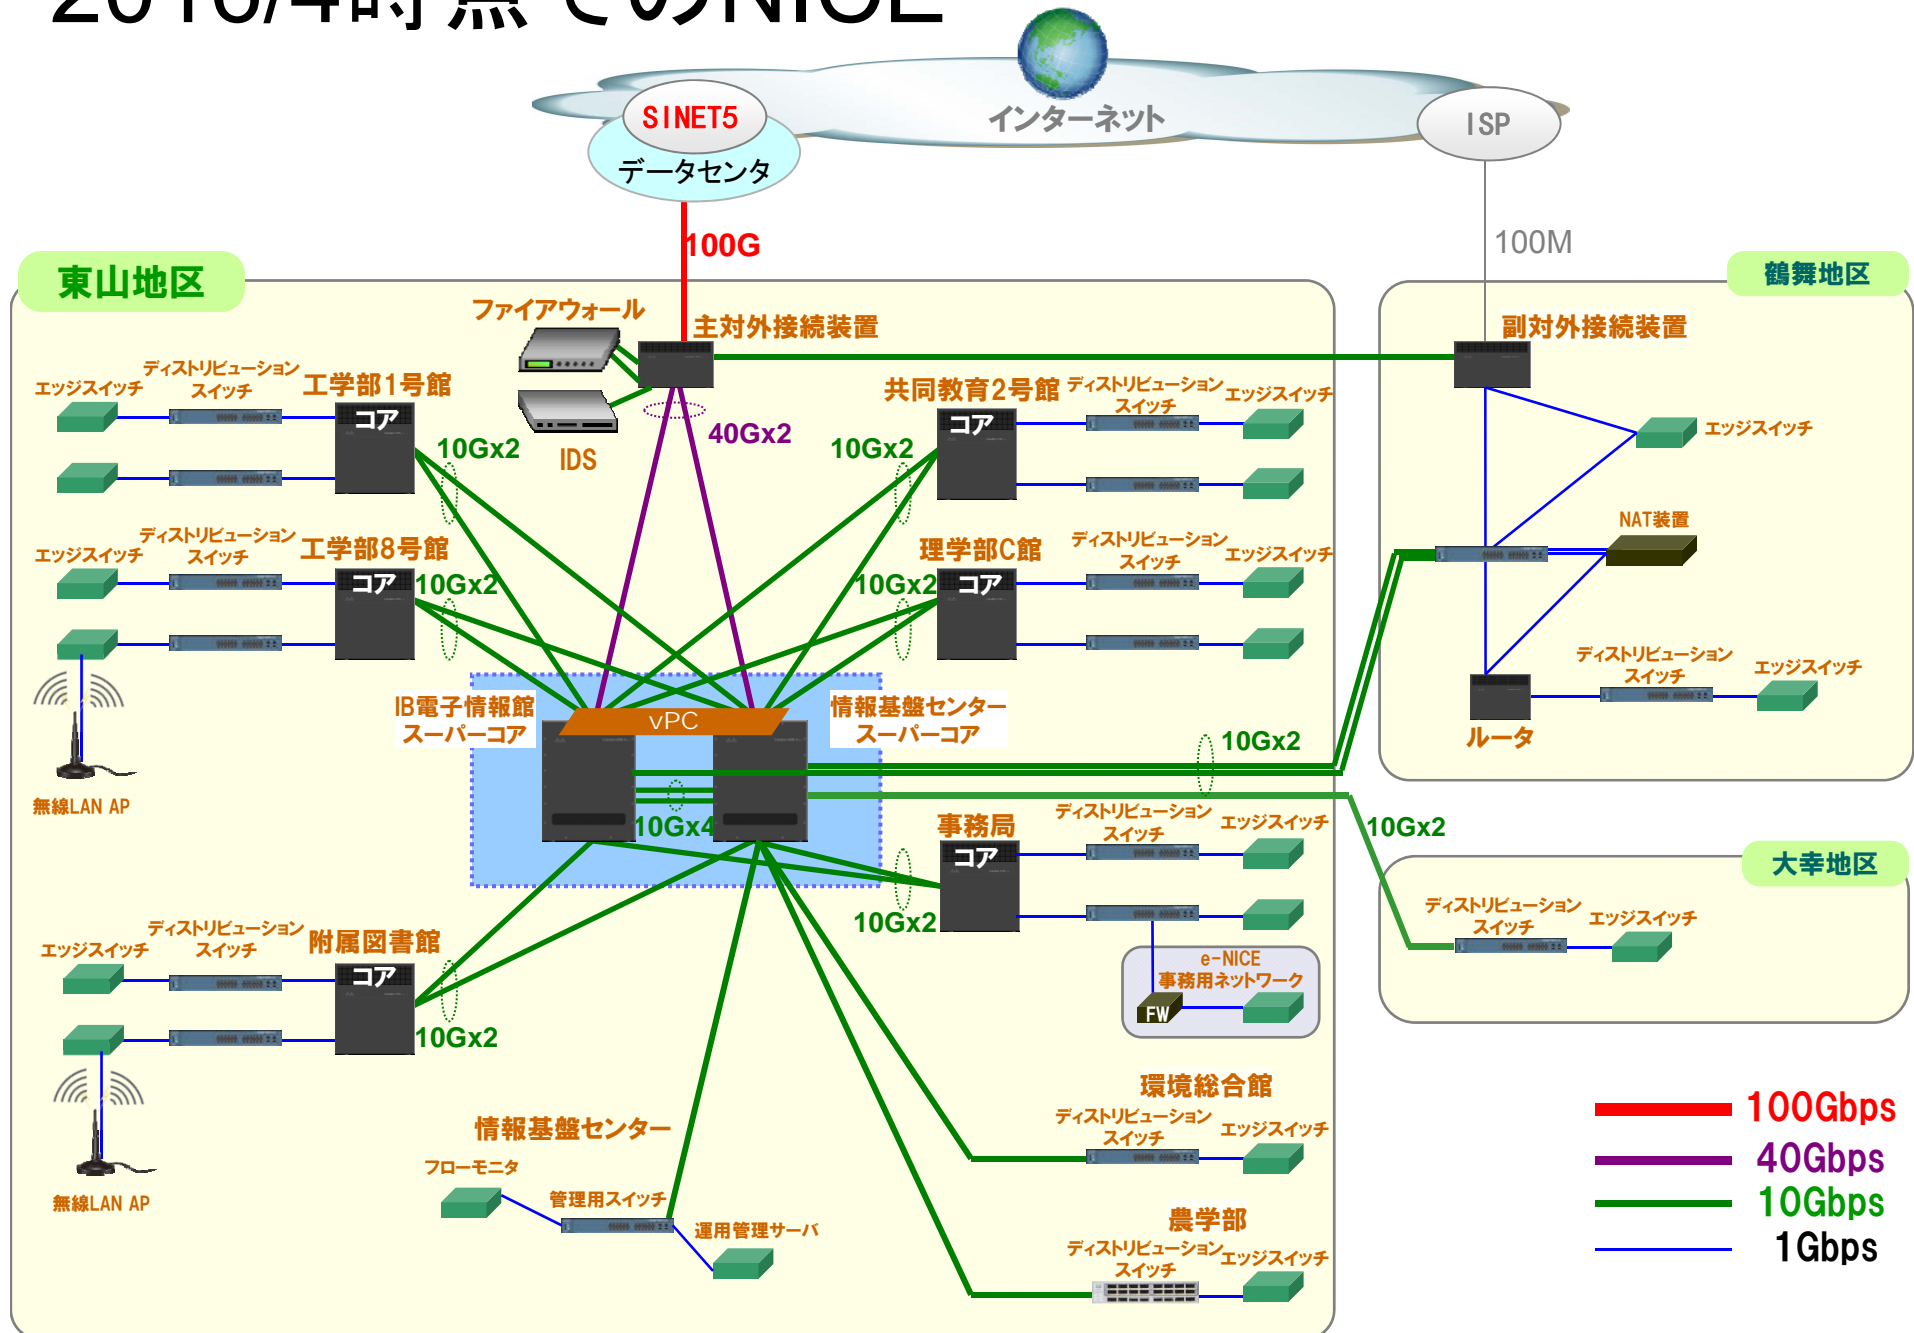 2016/4時点でのNICE
インターネット
SINET5
データセンタ
ISP
100G
100M
東山地区
鶴舞地区
ファイアウォール
主対外接続装置
副対外接続装置
IDS
40Gx2
エッジスイッチ
ディストリビューション
スイッチ
工学部1号館
コア
10Gx2
共同教育2号館
コア
ディストリビューション
スイッチ
エッジスイッチ
10Gx2
エッジスイッチ
エッジスイッチ
ディストリビューション
スイッチ
工学部8号館
コア
10Gx2
理学部C館
コア
ディストリビューション
スイッチ
エッジスイッチ
10Gx2
NAT装置
無線LAN AP
IB電子情報館
スーパーコア
vPC
情報基盤センター
スーパーコア
ディストリビューション
スイッチ
エッジスイッチ
ルータ
10Gx2
10Gx4
10Gx2
事務局
コア
ディストリビューション
スイッチ
エッジスイッチ
10Gx2
大幸地区
ディストリビューション
スイッチ
エッジスイッチ
エッジスイッチ
ディストリビューション
スイッチ
附属図書館
コア
10Gx2
e-NICE
事務用ネットワーク
FW
無線LAN AP
情報基盤センター
フローモニタ
管理用スイッチ
運用管理サーバ
環境総合館
ディストリビューション
スイッチ
エッジスイッチ
農学部
ディストリビューション
スイッチ
エッジスイッチ
100Gbps
40Gbps
10Gbps
1Gbps